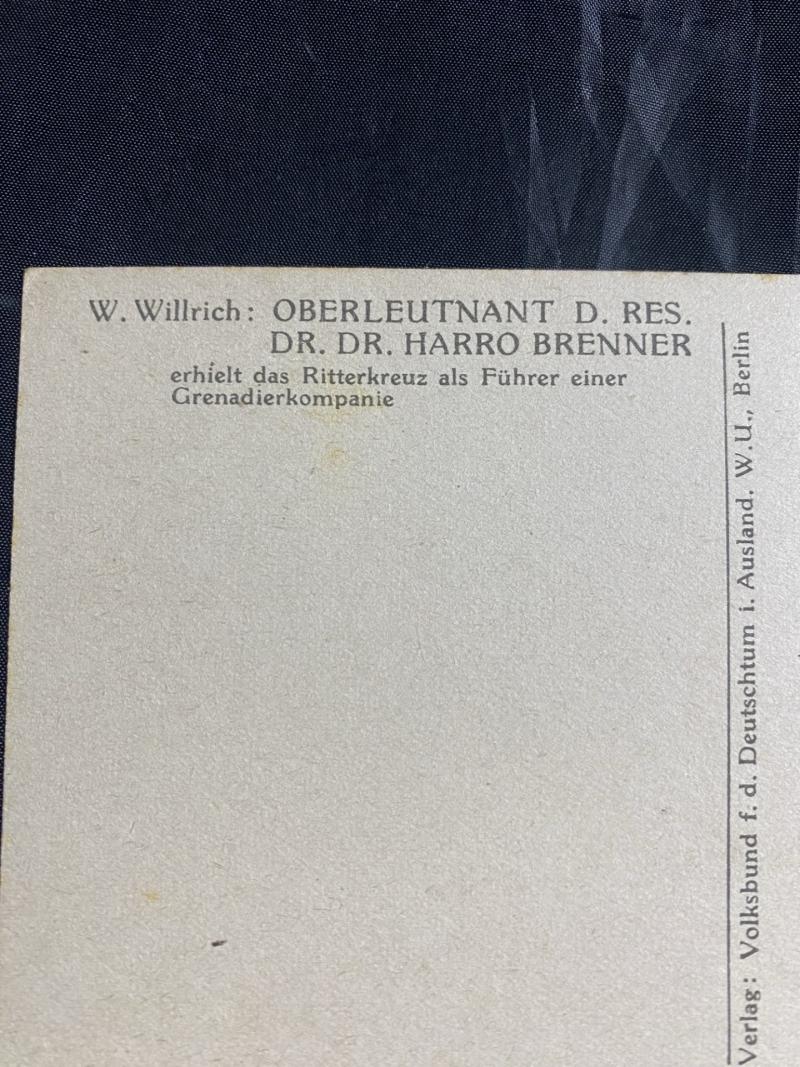 W. Willrich: OBERLEUTNANT D. RES.
DR. DR. HARRO BRENNER
erhielt das Ritterkreuz als Führer einer
Grenadierkompanie
Verlag: Volksbund f. d. Deutschtum i. Ausland. W.U., Berlin